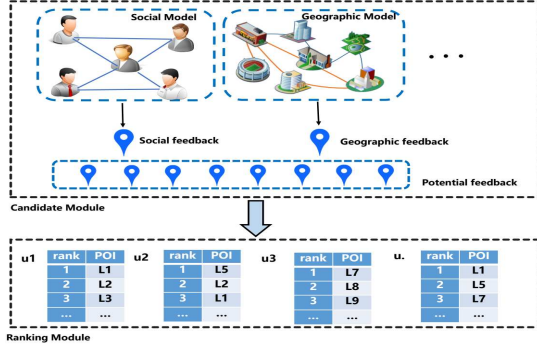 Social Model
Geographic Model
. . .
Social feedback
Geographic feedback
Potential feedback
Candidate Module
u1
rank POI
1 L1
2 L2
3 L3
... ...
u2
rank POI
1 L5
2 L2
3 L1
... ...
u3
rank POI
1 L7
2 L8
3 L9
... ...
u.
rank POI
1 L1
2 L5
3 L7
... ...
Ranking Module